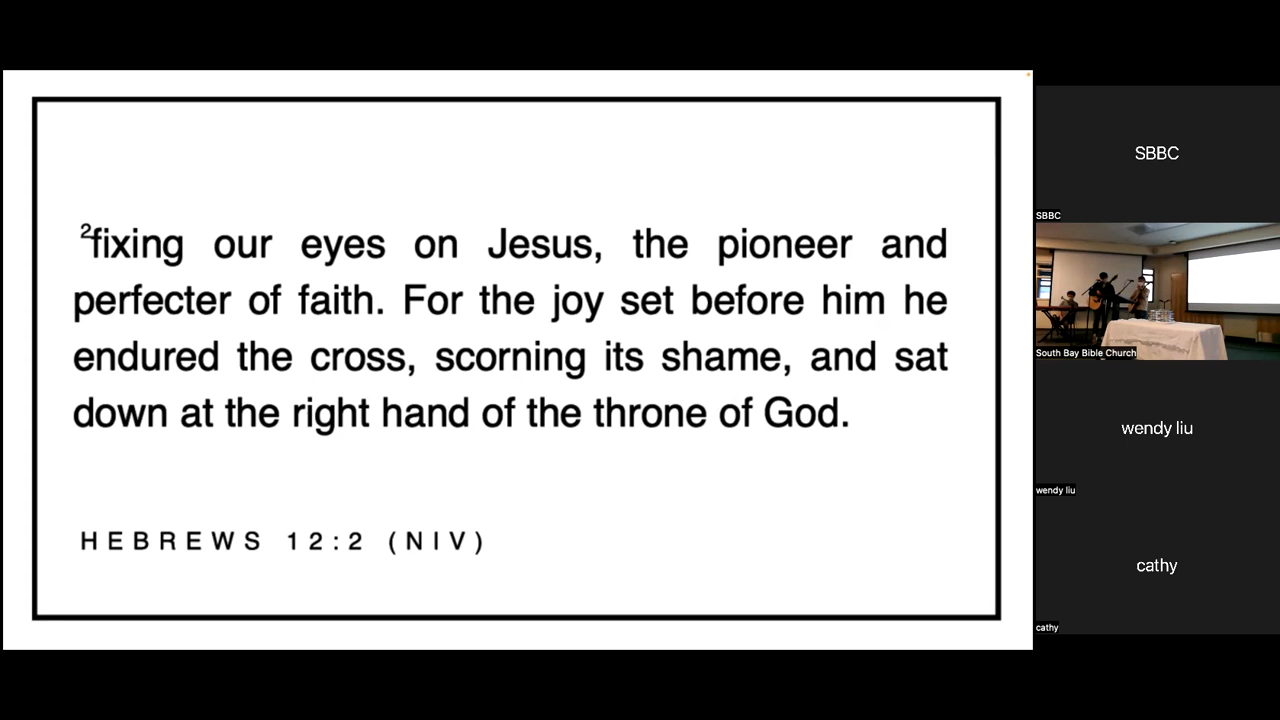 ²fixing our eyes on Jesus, the pioneer and
perfecter of faith. For the joy set before him he
endured the cross, scorning its shame, and sat
down at the right hand of the throne of God.
HEBREWS 12:2 (NIV)
SBBC
SBBC
South Bay Bible Church
wendy liu
wendy liu
cathy
cathy